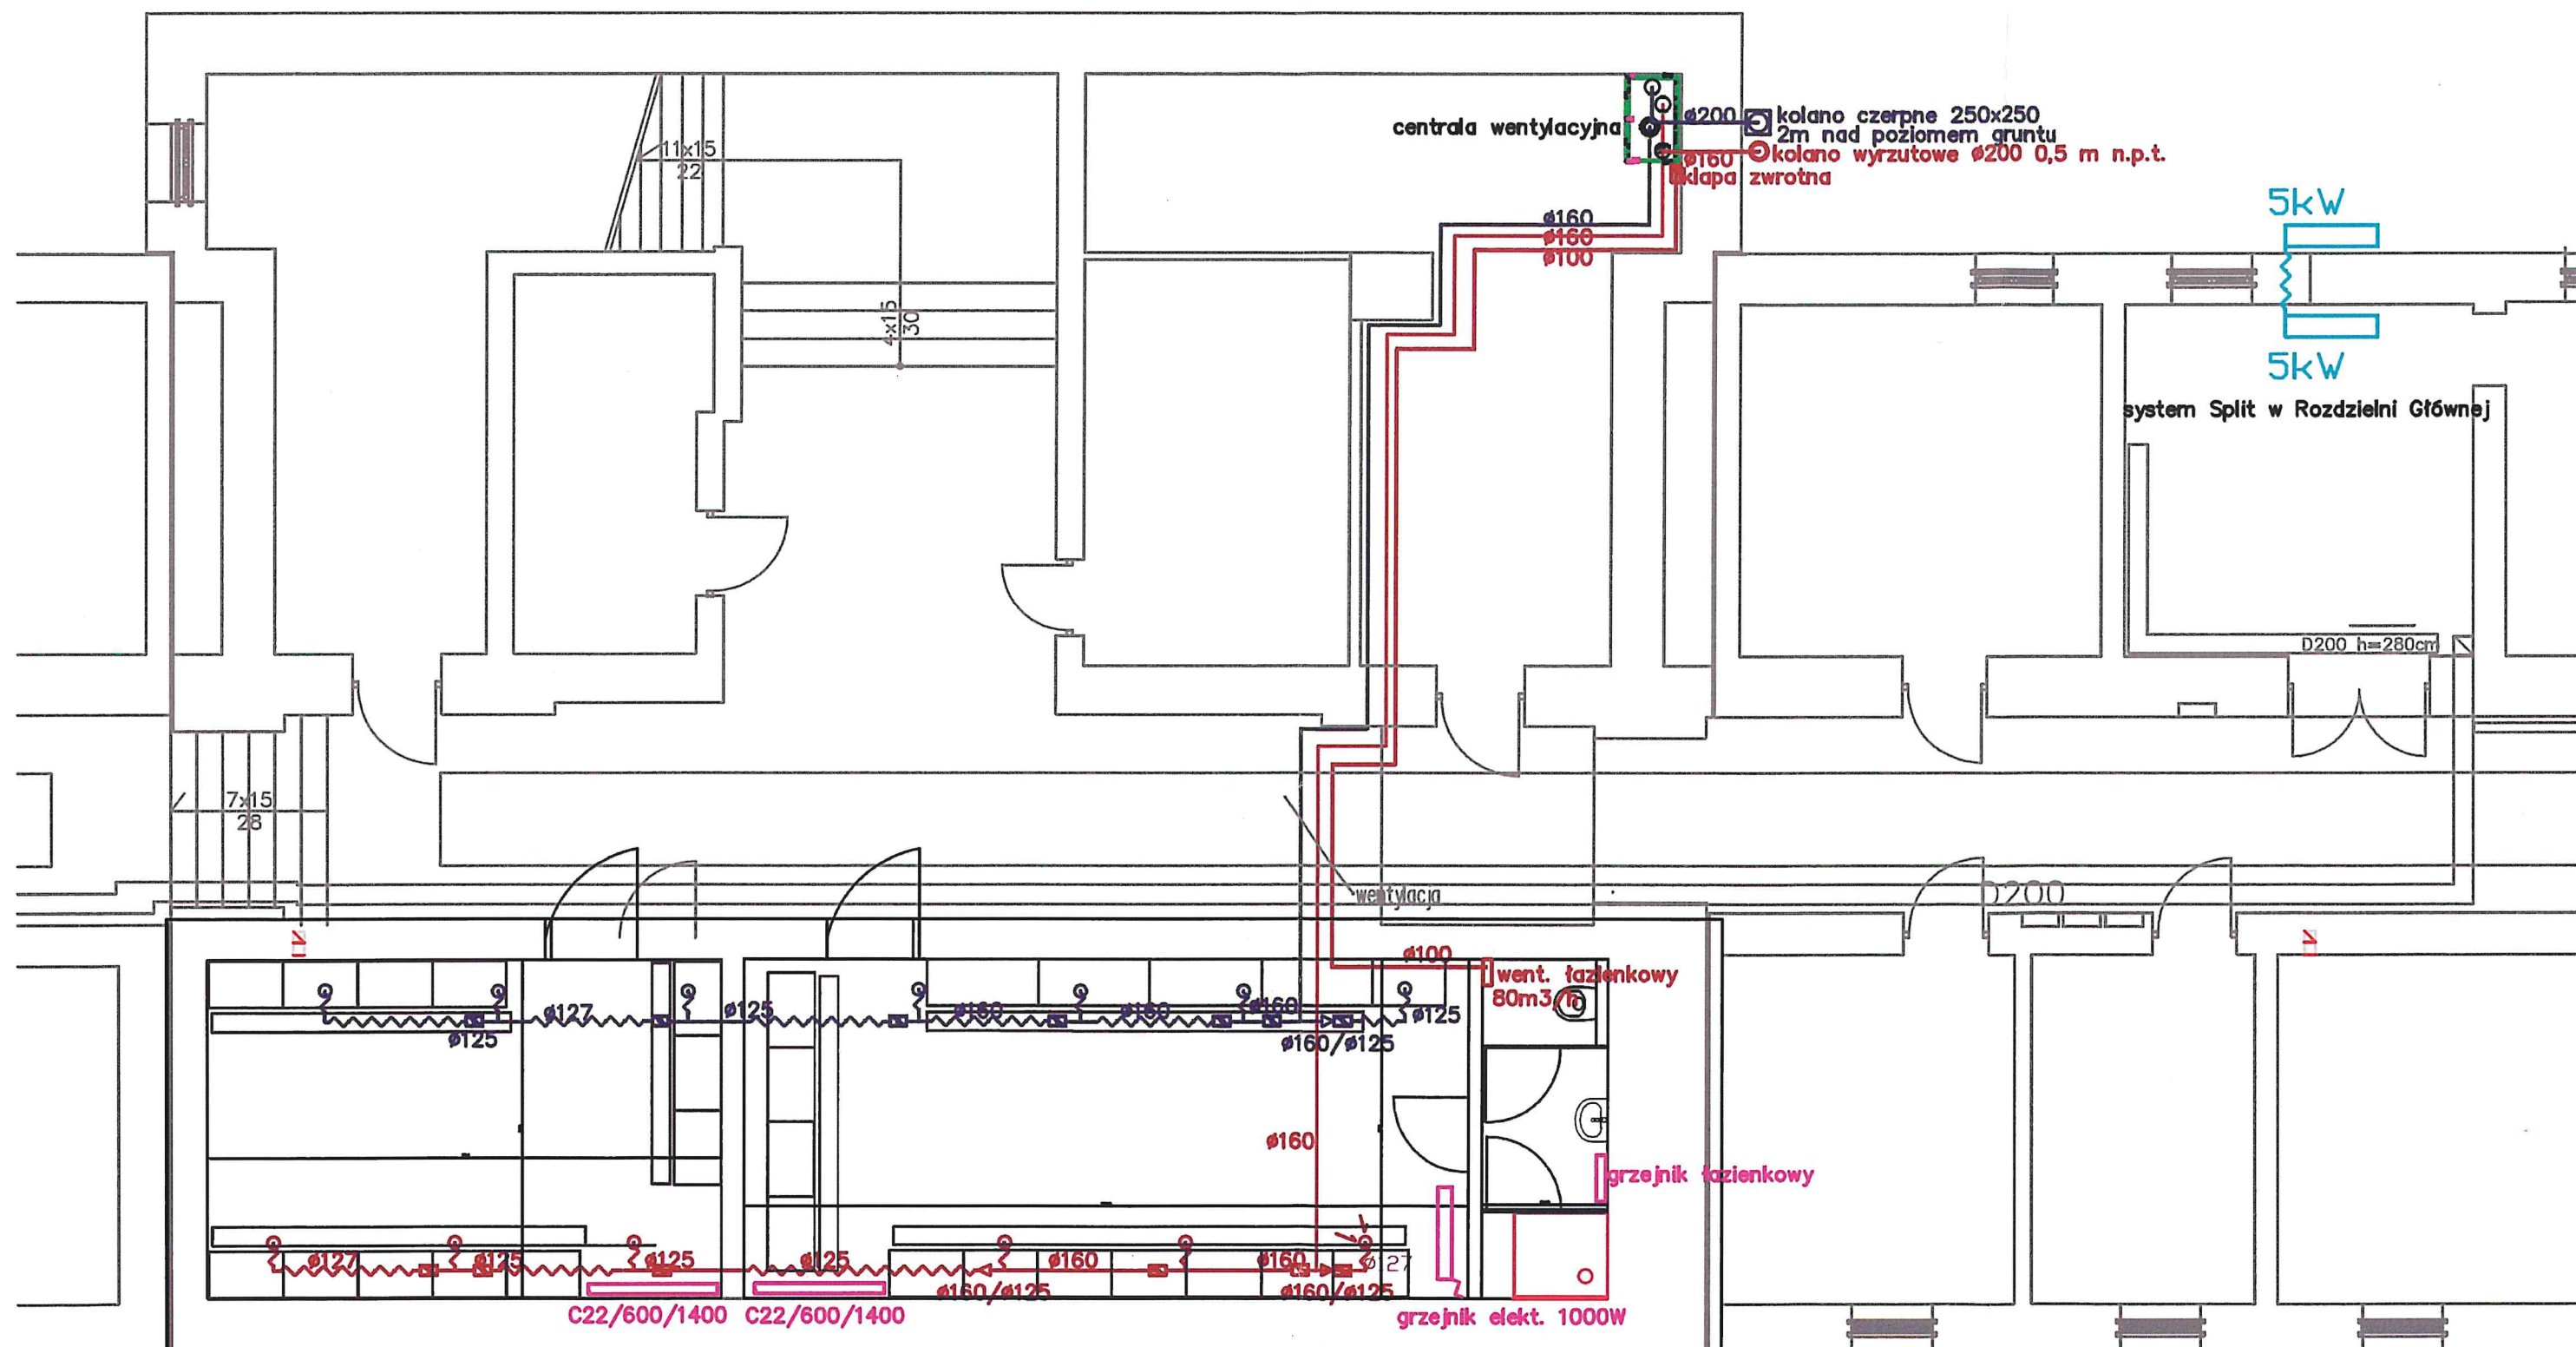 centrala wentylacyjna
ø200
kolano czerpne 250x250
2m nad poziomem gruntu
ø160
kolano wyrzutowe ø200 0,5 m n.p.t.
klapa zwrotna
11x15
22
5kW
ø160
ø160
ø100
4x15
30
5kW
system Split w Rozdzielni Głównej
D200 h=280cm
7x15
28
wentylacja
D200
ø100
went. łazienkowy
80m3/h
ø127
ø125
ø160
ø160
ø160
ø125
ø125
ø160/ø125
ø160
grzejnik łazienkowy
ø127
ø125
ø125
ø125
ø160
ø160
ø127
ø160/ø125
ø160/ø125
C22/600/1400
C22/600/1400
grzejnik elekt. 1000W